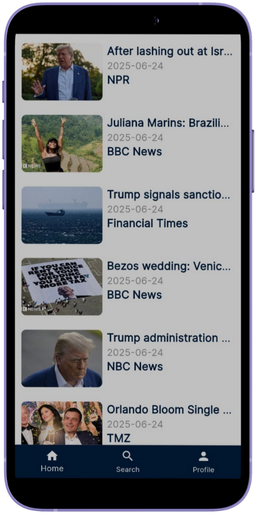 After lashing out at Isr...
2025-06-24
NPR
Juliana Marins: Brazili...
2025-06-24
BBC News
Trump signals sanctio...
2025-06-24
Financial Times
Bezos wedding: Venic...
2025-06-24
BBC News
Trump administration ...
2025-06-24
NBC News
Orlando Bloom Single ...
2025-06-24
TMZ
Home
Search
Profile